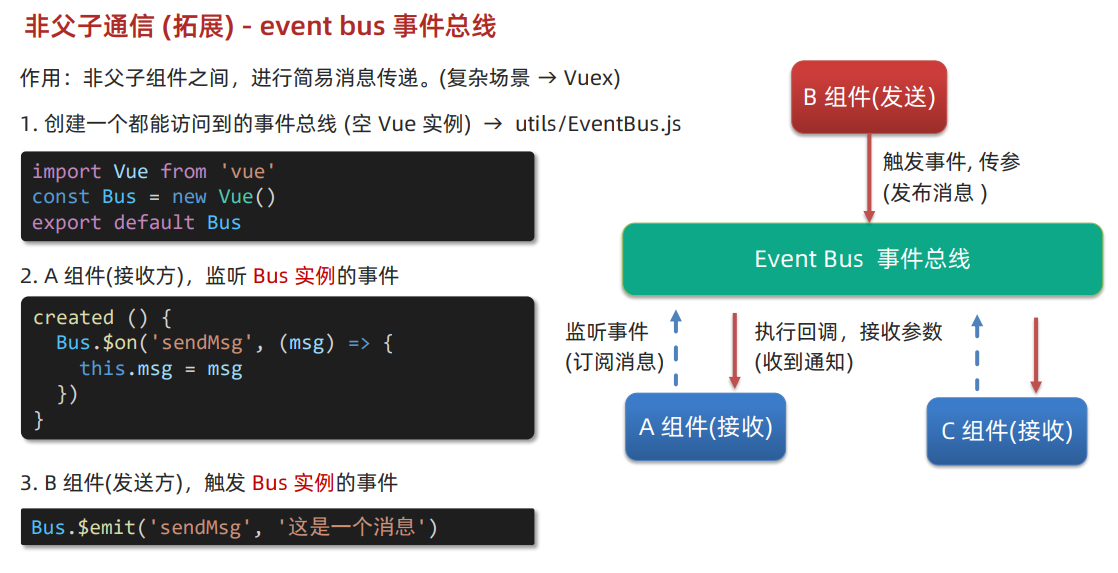 非父子通信 (拓展) - event bus 事件总线
作用：非父子组件之间，进行简易消息传递。(复杂场景 → Vuex)
1. 创建一个都能访问到的事件总线 (空 Vue 实例) → utils/EventBus.js
import Vue from 'vue'
const Bus = new Vue()
export default Bus
2. A 组件(接收方)，监听 Bus 实例的事件
created () {
  Bus.$on('sendMsg', (msg) => {
    this.msg = msg
  })
}
3. B 组件(发送方)，触发 Bus 实例的事件
Bus.$emit('sendMsg', '这是一个消息')
B 组件(发送)
触发事件, 传参
(发布消息 )
Event Bus 事件总线
监听事件
(订阅消息)
执行回调，接收参数
(收到通知)
A 组件(接收)
C 组件(接收)